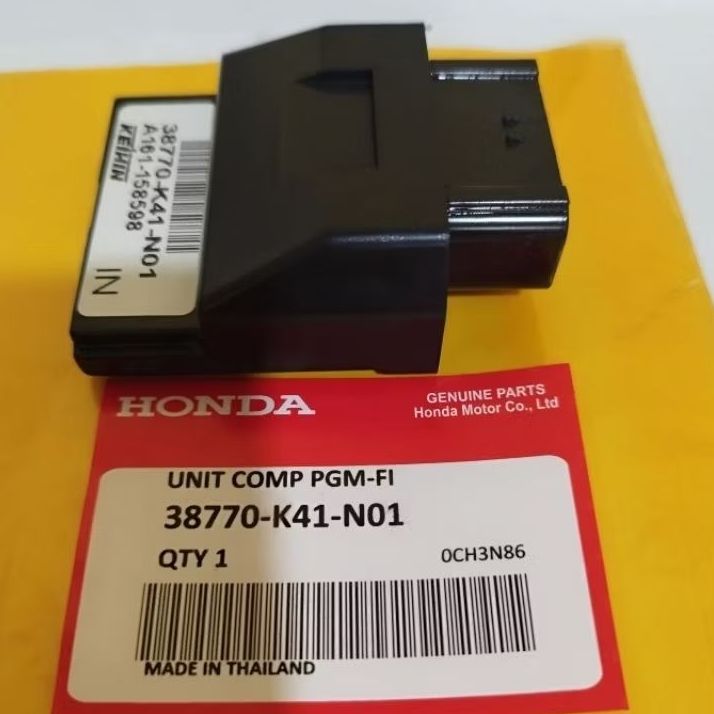 38770-K41-N01
KEIHIN
A161-158598
IN
HONDA
GENUINE PARTS
Honda Motor Co., Ltd
UNIT COMP PGM-FI
38770-K41-N01
QTY 1
0CH3N86
MADE IN THAILAND